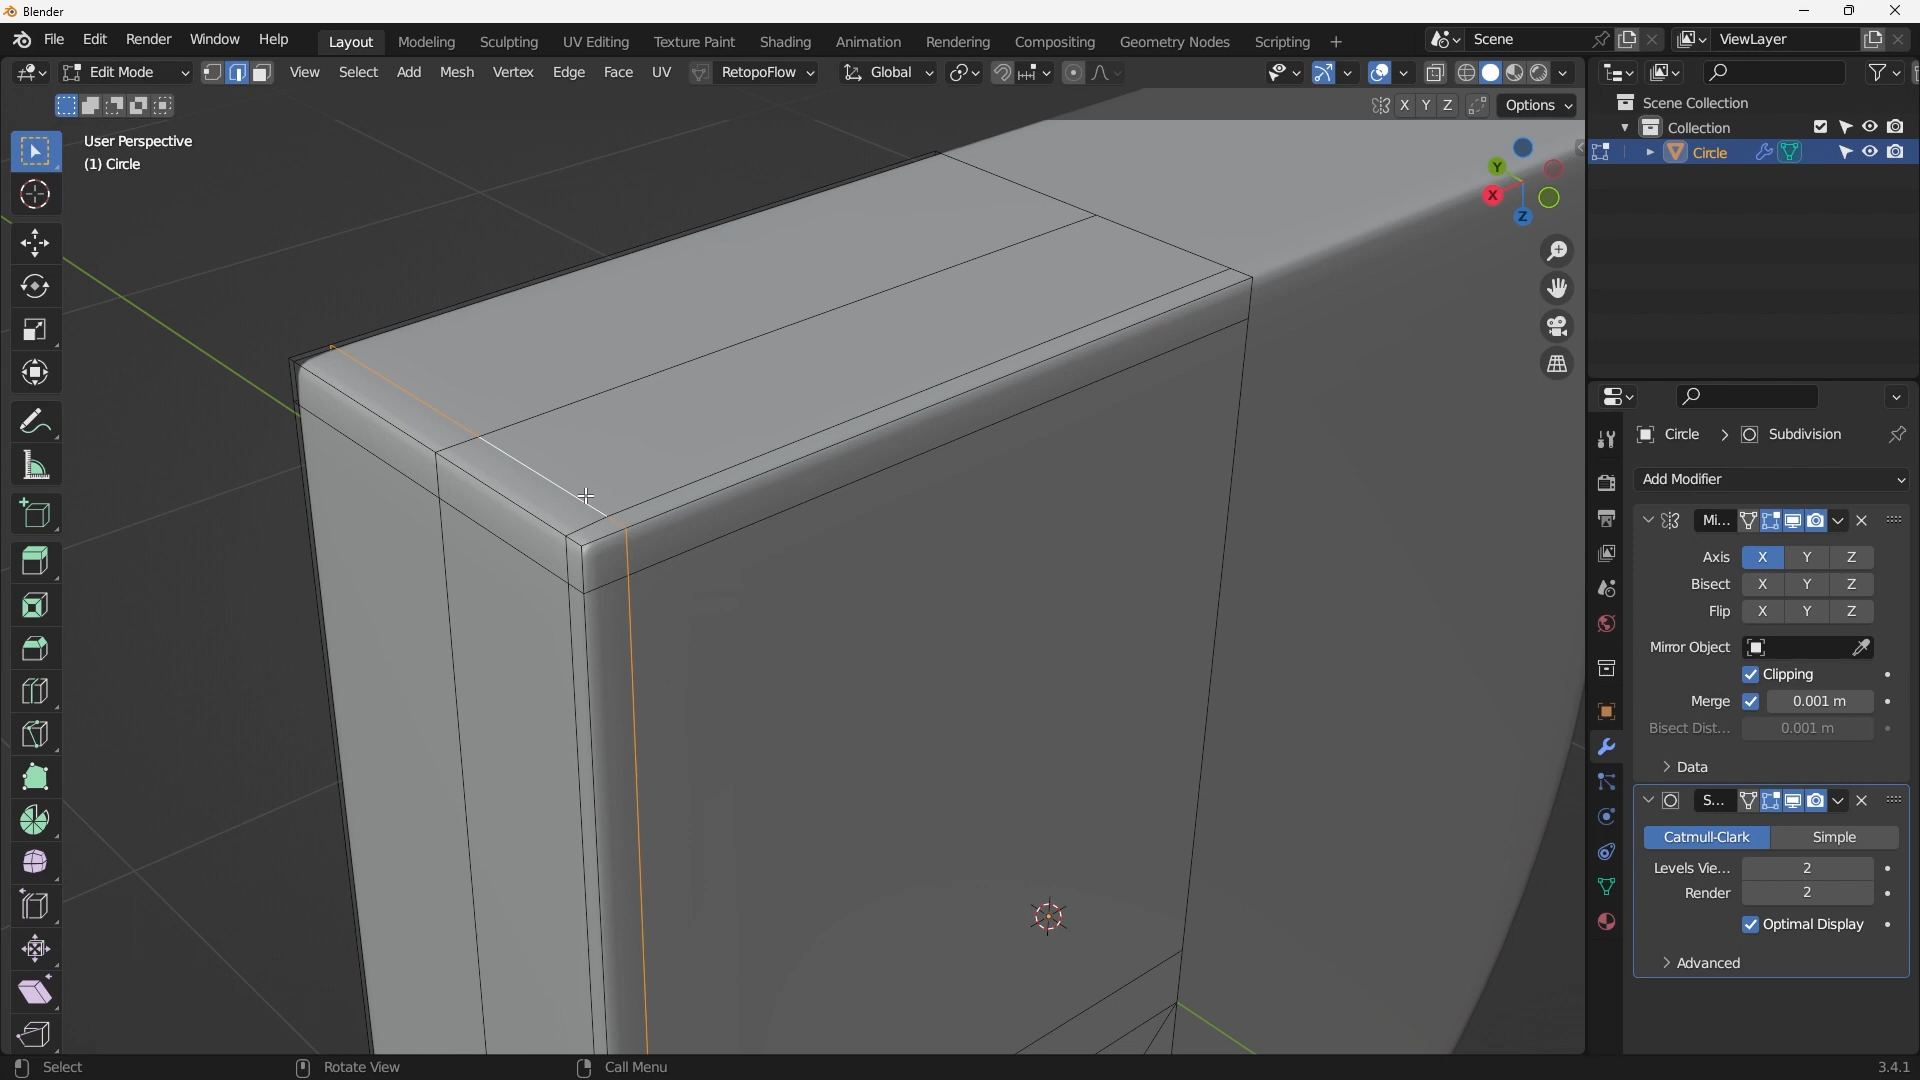 Blender
File Edit Render Window Help Layout Modeling Sculpting UV Editing Texture Paint Shading Animation Rendering Compositing Geometry Nodes Scripting + Scene ViewLayer
Edit Mode View Select Add Mesh Vertex Edge Face UV RetopoFlow Global
X Y Z Options
User Perspective
(1) Circle
Y
X
Z
Scene Collection
Collection
Circle
Circle > Subdivision
Add Modifier
Mi...
Axis X Y Z
Bisect X Y Z
Flip X Y Z
Mirror Object
Clipping
Merge 0.001 m
Bisect Dist... 0.001 m
Data
S...
Catmull-Clark Simple
Levels Vie... 2
Render 2
Optimal Display
Advanced
Select Rotate View Call Menu 3.4.1